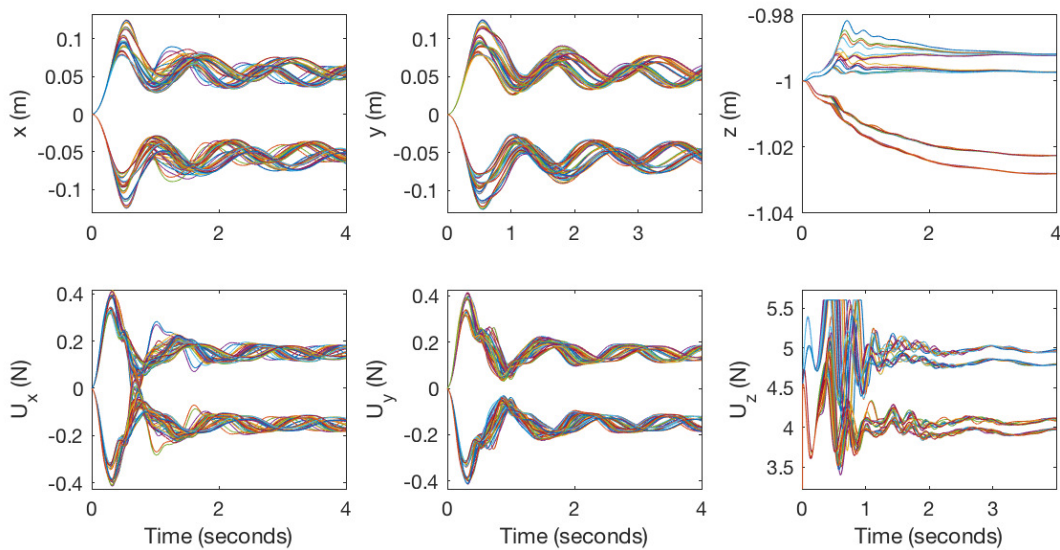 0.1
0.05
0
-0.05
-0.1
x (m)
0 2 4
0.1
0.05
0
-0.05
-0.1
y (m)
0 1 2 3
-0.98
-1
-1.02
-1.04
z (m)
0 2 4
0.4
0.2
0
-0.2
-0.4
U_x (N)
0 2 4
Time (seconds)
0.4
0.2
0
-0.2
-0.4
U_y (N)
0 2 4
Time (seconds)
5.5
5
4.5
4
3.5
U_z (N)
0 1 2 3
Time (seconds)